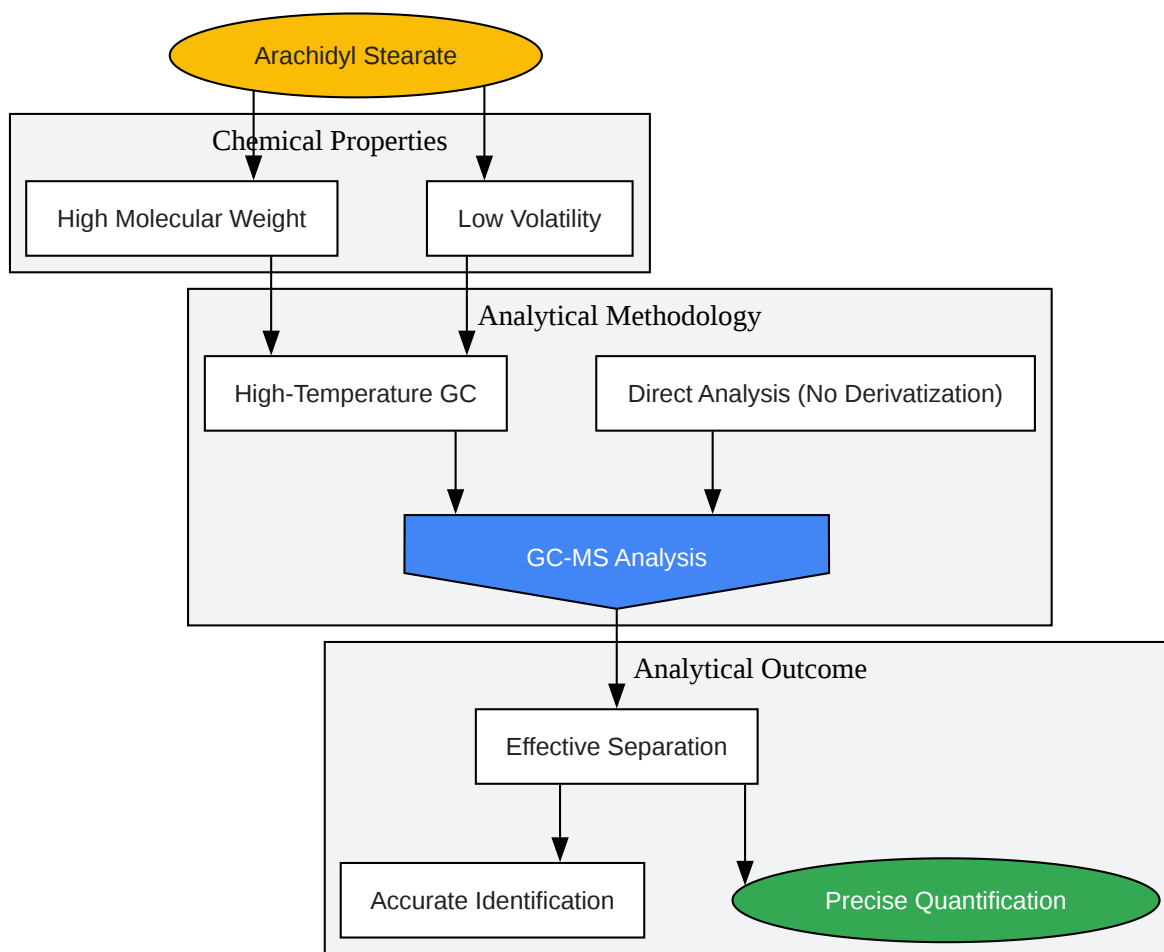 Arachidyl Stearate
Chemical Properties
High Molecular Weight
Low Volatility
Analytical Methodology
High-Temperature GC
Direct Analysis (No Derivatization)
GC-MS Analysis
Analytical Outcome
Effective Separation
Accurate Identification
Precise Quantification